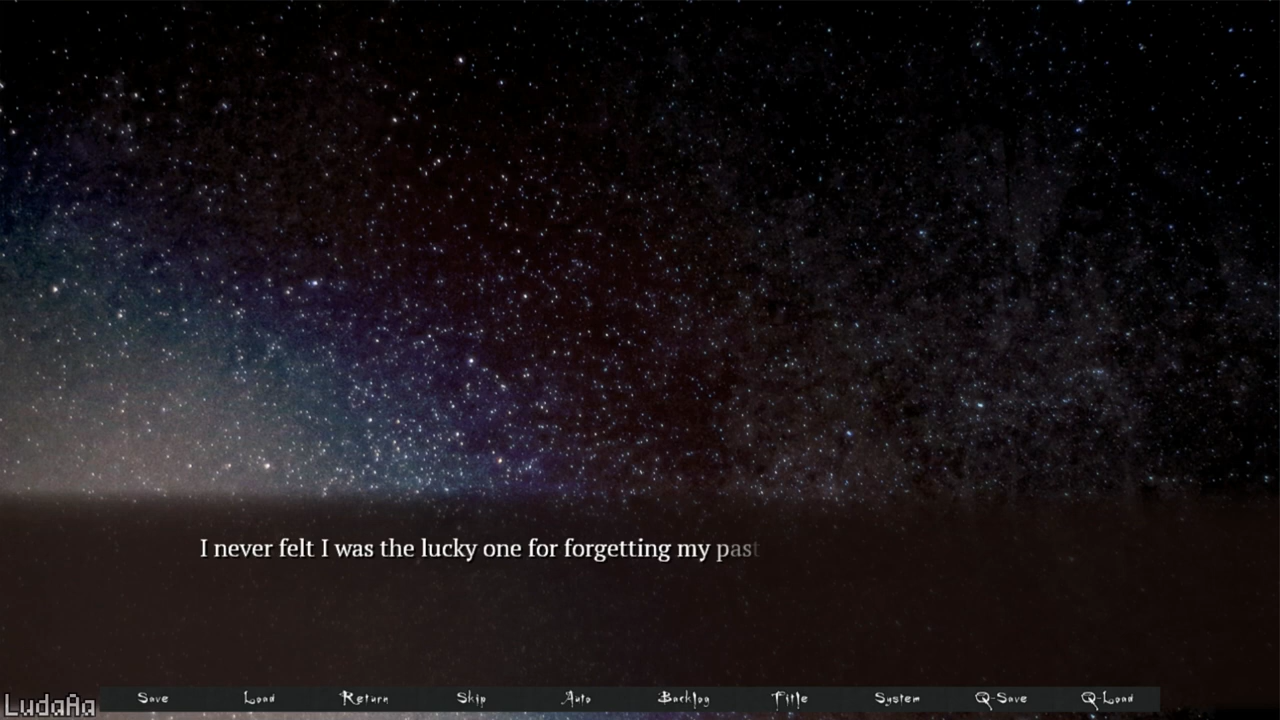 I never felt I was the lucky one for forgetting my past
Save Load Return Skip Auto Backlog Title System Q-Save Q-Load
LudaAa